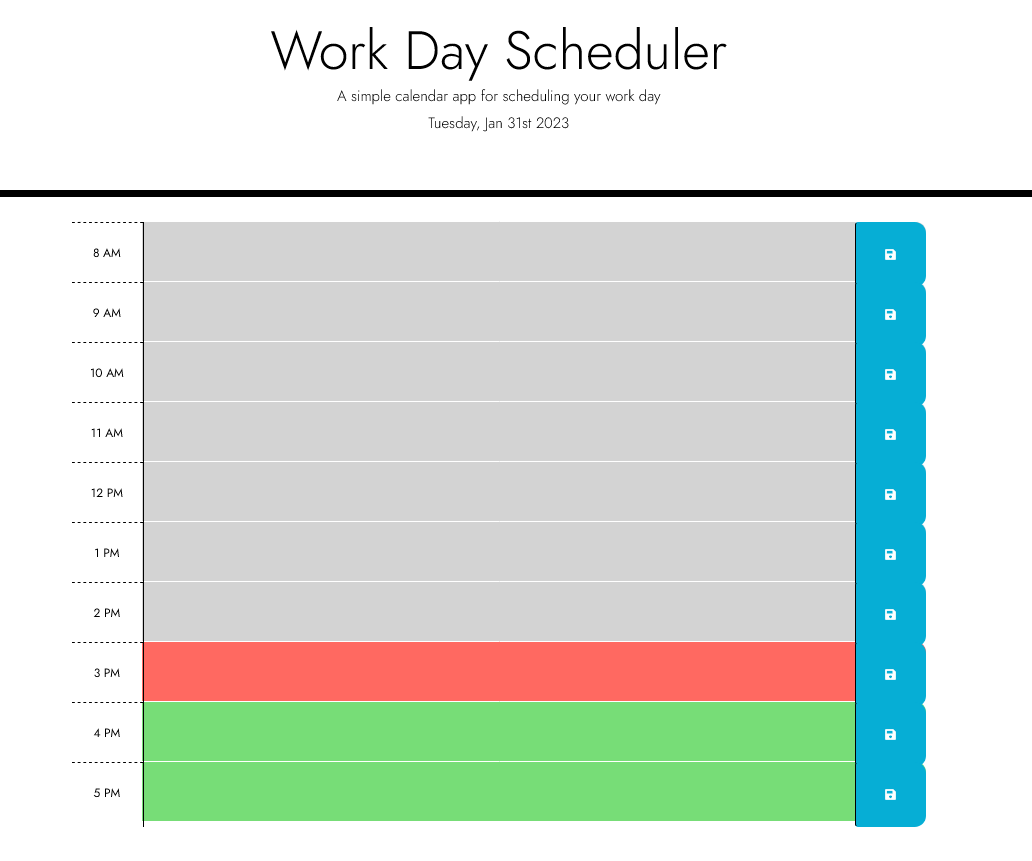 Work Day Scheduler
A simple calendar app for scheduling your work day
Tuesday, Jan 31st 2023
8 AM
9 AM
10 AM
11 AM
12 PM
1 PM
2 PM
3 PM
4 PM
5 PM